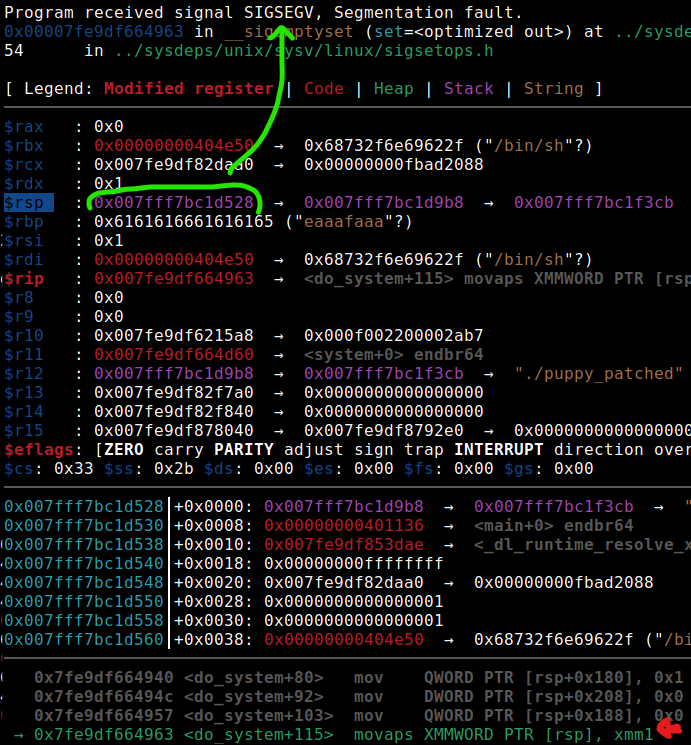 Program received signal SIGSEGV, Segmentation fault.
0x00007fe9df664963 in __sigemptyset (set=<optimized out>) at ../sysde
54      in ../sysdeps/unix/sysv/linux/sigsetops.h
[ Legend: Modified register | Code | Heap | Stack | String ]
$rax   : 0x0
$rbx   : 0x00000000404e50  →  0x68732f6e69622f ("/bin/sh"?)
$rcx   : 0x007fe9df82daa0  →  0x00000000fbad2088
$rdx   : 0x1
$rsp   : 0x007fff7bc1d528  →  0x007fff7bc1d9b8  →  0x007fff7bc1f3cb
$rbp   : 0x6161616661616165 ("eaaafaaa"?)
$rsi   : 0x1
$rdi   : 0x00000000404e50  →  0x68732f6e69622f ("/bin/sh"?)
$rip   : 0x007fe9df664963  →  <do_system+115> movaps XMMWORD PTR [rsp
$r8    : 0x0
$r9    : 0x0
$r10   : 0x007fe9df6215a8  →  0x000f002200002ab7
$r11   : 0x007fe9df664d60  →  <system+0> endbr64
$r12   : 0x007fff7bc1d9b8  →  0x007fff7bc1f3cb  →  "./puppy_patched"
$r13   : 0x007fe9df82f7a0  →  0x0000000000000000
$r14   : 0x007fe9df82f840  →  0x0000000000000000
$r15   : 0x007fe9df878040  →  0x007fe9df8792e0  →  0x0000000000000000
$eflags: [ZERO carry PARITY adjust sign trap INTERRUPT direction over
$cs: 0x33 $ss: 0x2b $ds: 0x00 $es: 0x00 $fs: 0x00 $gs: 0x00
0x007fff7bc1d528│+0x0000: 0x007fff7bc1d9b8  →  0x007fff7bc1f3cb  →  "
0x007fff7bc1d530│+0x0008: 0x00000000401136  →  <main+0> endbr64
0x007fff7bc1d538│+0x0010: 0x007fe9df853dae  →  <_dl_runtime_resolve_x
0x007fff7bc1d540│+0x0018: 0x00000000ffffffff
0x007fff7bc1d548│+0x0020: 0x007fe9df82daa0  →  0x00000000fbad2088
0x007fff7bc1d550│+0x0028: 0x0000000000000001
0x007fff7bc1d558│+0x0030: 0x0000000000000001
0x007fff7bc1d560│+0x0038: 0x00000000404e50  →  0x68732f6e69622f ("/bi
0x7fe9df664940 <do_system+80>   mov    QWORD PTR [rsp+0x180], 0x1
0x7fe9df66494c <do_system+92>   mov    DWORD PTR [rsp+0x208], 0x0
0x7fe9df664957 <do_system+103>  mov    QWORD PTR [rsp+0x188], 0x0
→ 0x7fe9df664963 <do_system+115>  movaps XMMWORD PTR [rsp], xmm1